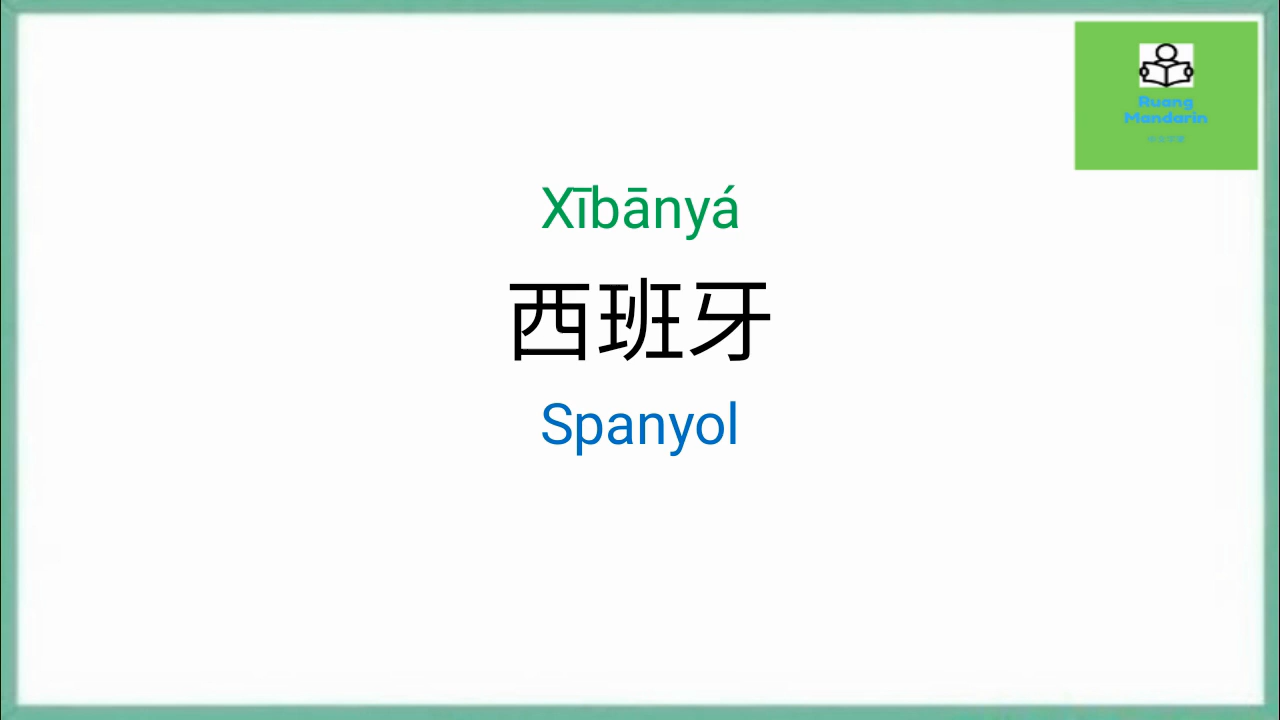 Ruang
Mandarin
Xībānyá
西班牙
Spanyol